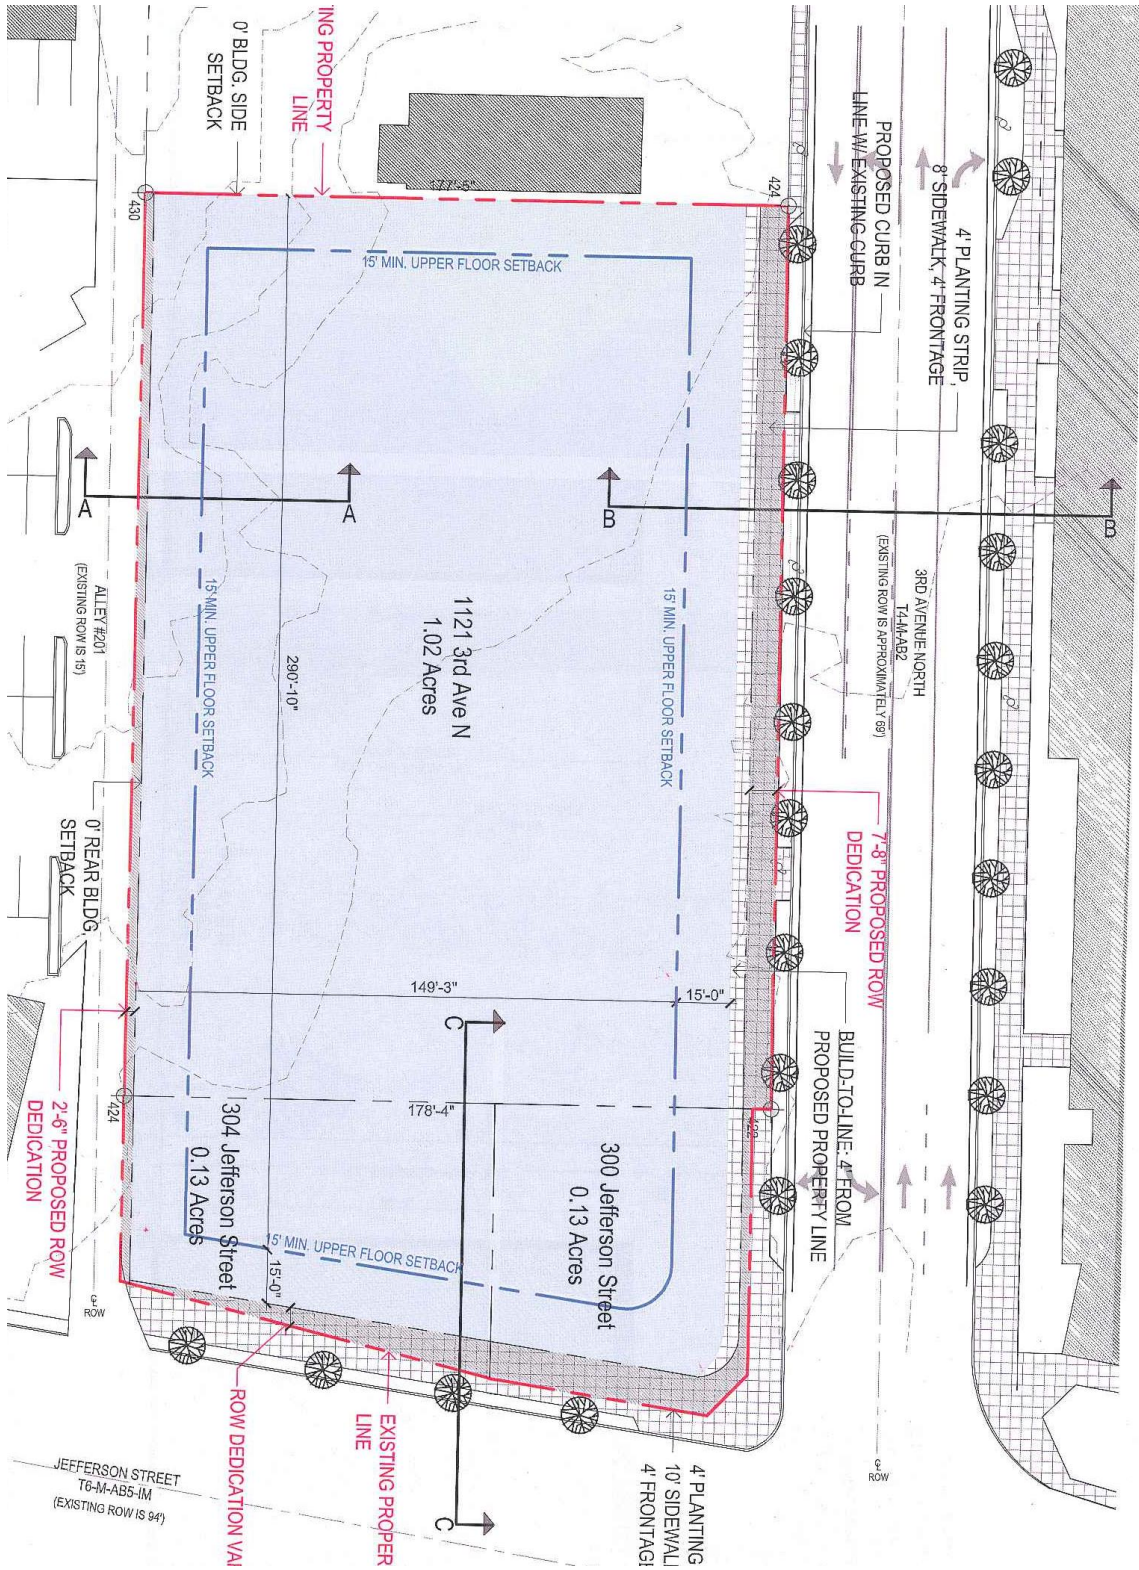 ING PROPERTY
LINE
0' BLDG. SIDE
SETBACK
177'-5"
430
424
PROPOSED CURB IN
LINE W/ EXISTING CURB
4' PLANTING STRIP,
8' SIDEWALK, 4' FRONTAGE
15' MIN. UPPER FLOOR SETBACK
A
A
B
B
ALLEY #201
(EXISTING ROW IS 15')
15' MIN. UPPER FLOOR SETBACK
290'-10"
1121 3rd Ave N
1.02 Acres
15' MIN. UPPER FLOOR SETBACK
3RD AVENUE NORTH
T4-M-AB2
(EXISTING ROW IS APPROXIMATELY 69')
0' REAR BLDG.
SETBACK
7'-8" PROPOSED ROW
DEDICATION
149'-3"
15'-0"
C
BUILD-TO-LINE: 4' FROM
PROPOSED PROPERTY LINE
2'-6" PROPOSED ROW
DEDICATION
424
178'-4"
304 Jefferson Street
0.13 Acres
300 Jefferson Street
0.13 Acres
15' MIN. UPPER FLOOR SETBACK
15'-0"
ROW
ROW DEDICATION VAI
EXISTING PROPER
LINE
4' PLANTING
10' SIDEWAL
4' FRONTAGE
ROW
C
JEFFERSON STREET
T6-M-AB5-IM
(EXISTING ROW IS 94')